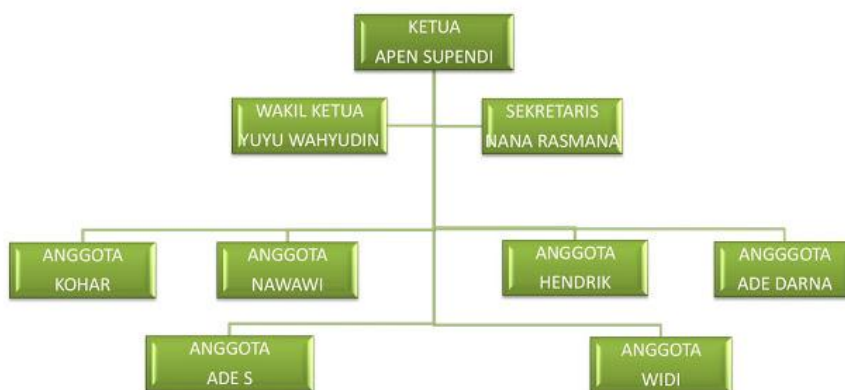 KETUA
APEN SUPENDI
WAKIL KETUA
YUYU WAHYUDIN
SEKRETARIS
NANA RASMANA
ANGGOTA
KOHAR
ANGGOTA
NAWAWI
ANGGOTA
HENDRIK
ANGGGOTA
ADE DARNA
ANGGOTA
ADE S
ANGGOTA
WIDI